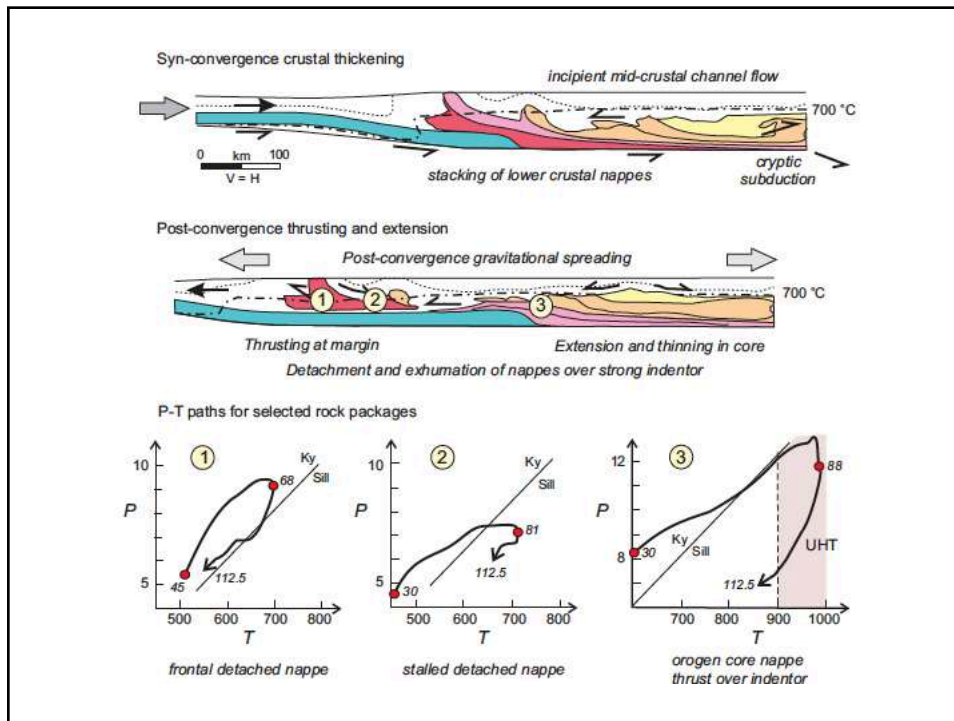 Syn-convergence crustal thickening
incipient mid-crustal channel flow
700 °C
0 km 100
V = H
stacking of lower crustal nappes
cryptic
subduction
Post-convergence thrusting and extension
Post-convergence gravitational spreading
1 2 3
700 °C
Thrusting at margin
Extension and thinning in core
Detachment and exhumation of nappes over strong indentor
P-T paths for selected rock packages
1
10
P
5
Ky
Sill
68
45
112.5
500 600 700 800
T
frontal detached nappe
2
10
P
5
Ky
Sill
81
30
112.5
500 600 700 800
T
stalled detached nappe
3
12
P
8
Ky
Sill
88
30
UHT
112.5
700 800 900 1000
T
orogen core nappe
thrust over indentor